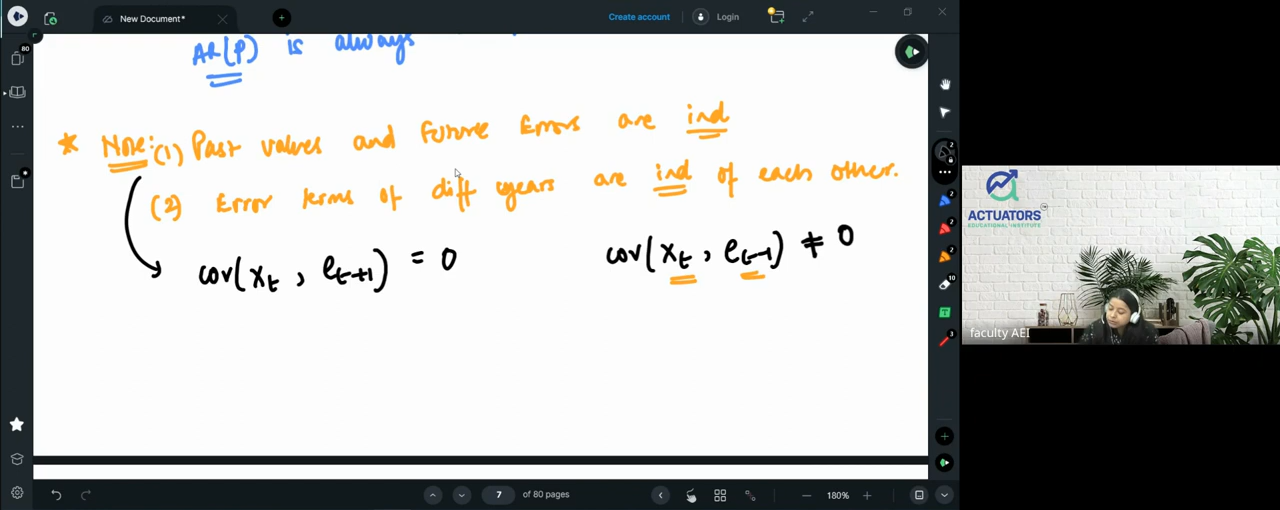 New Document*
Create account
Login
80
AR(P) is always
* Note: (1) Past values and Future Errors are ind
(2) Error terms of diff years are ind of each other.
cov(Xt , et+1) = 0
cov(Xt , et-1) ≠ 0
ACTUATORS
EDUCATIONAL INSTITUTE
faculty AEI
7 of 80 pages
180%